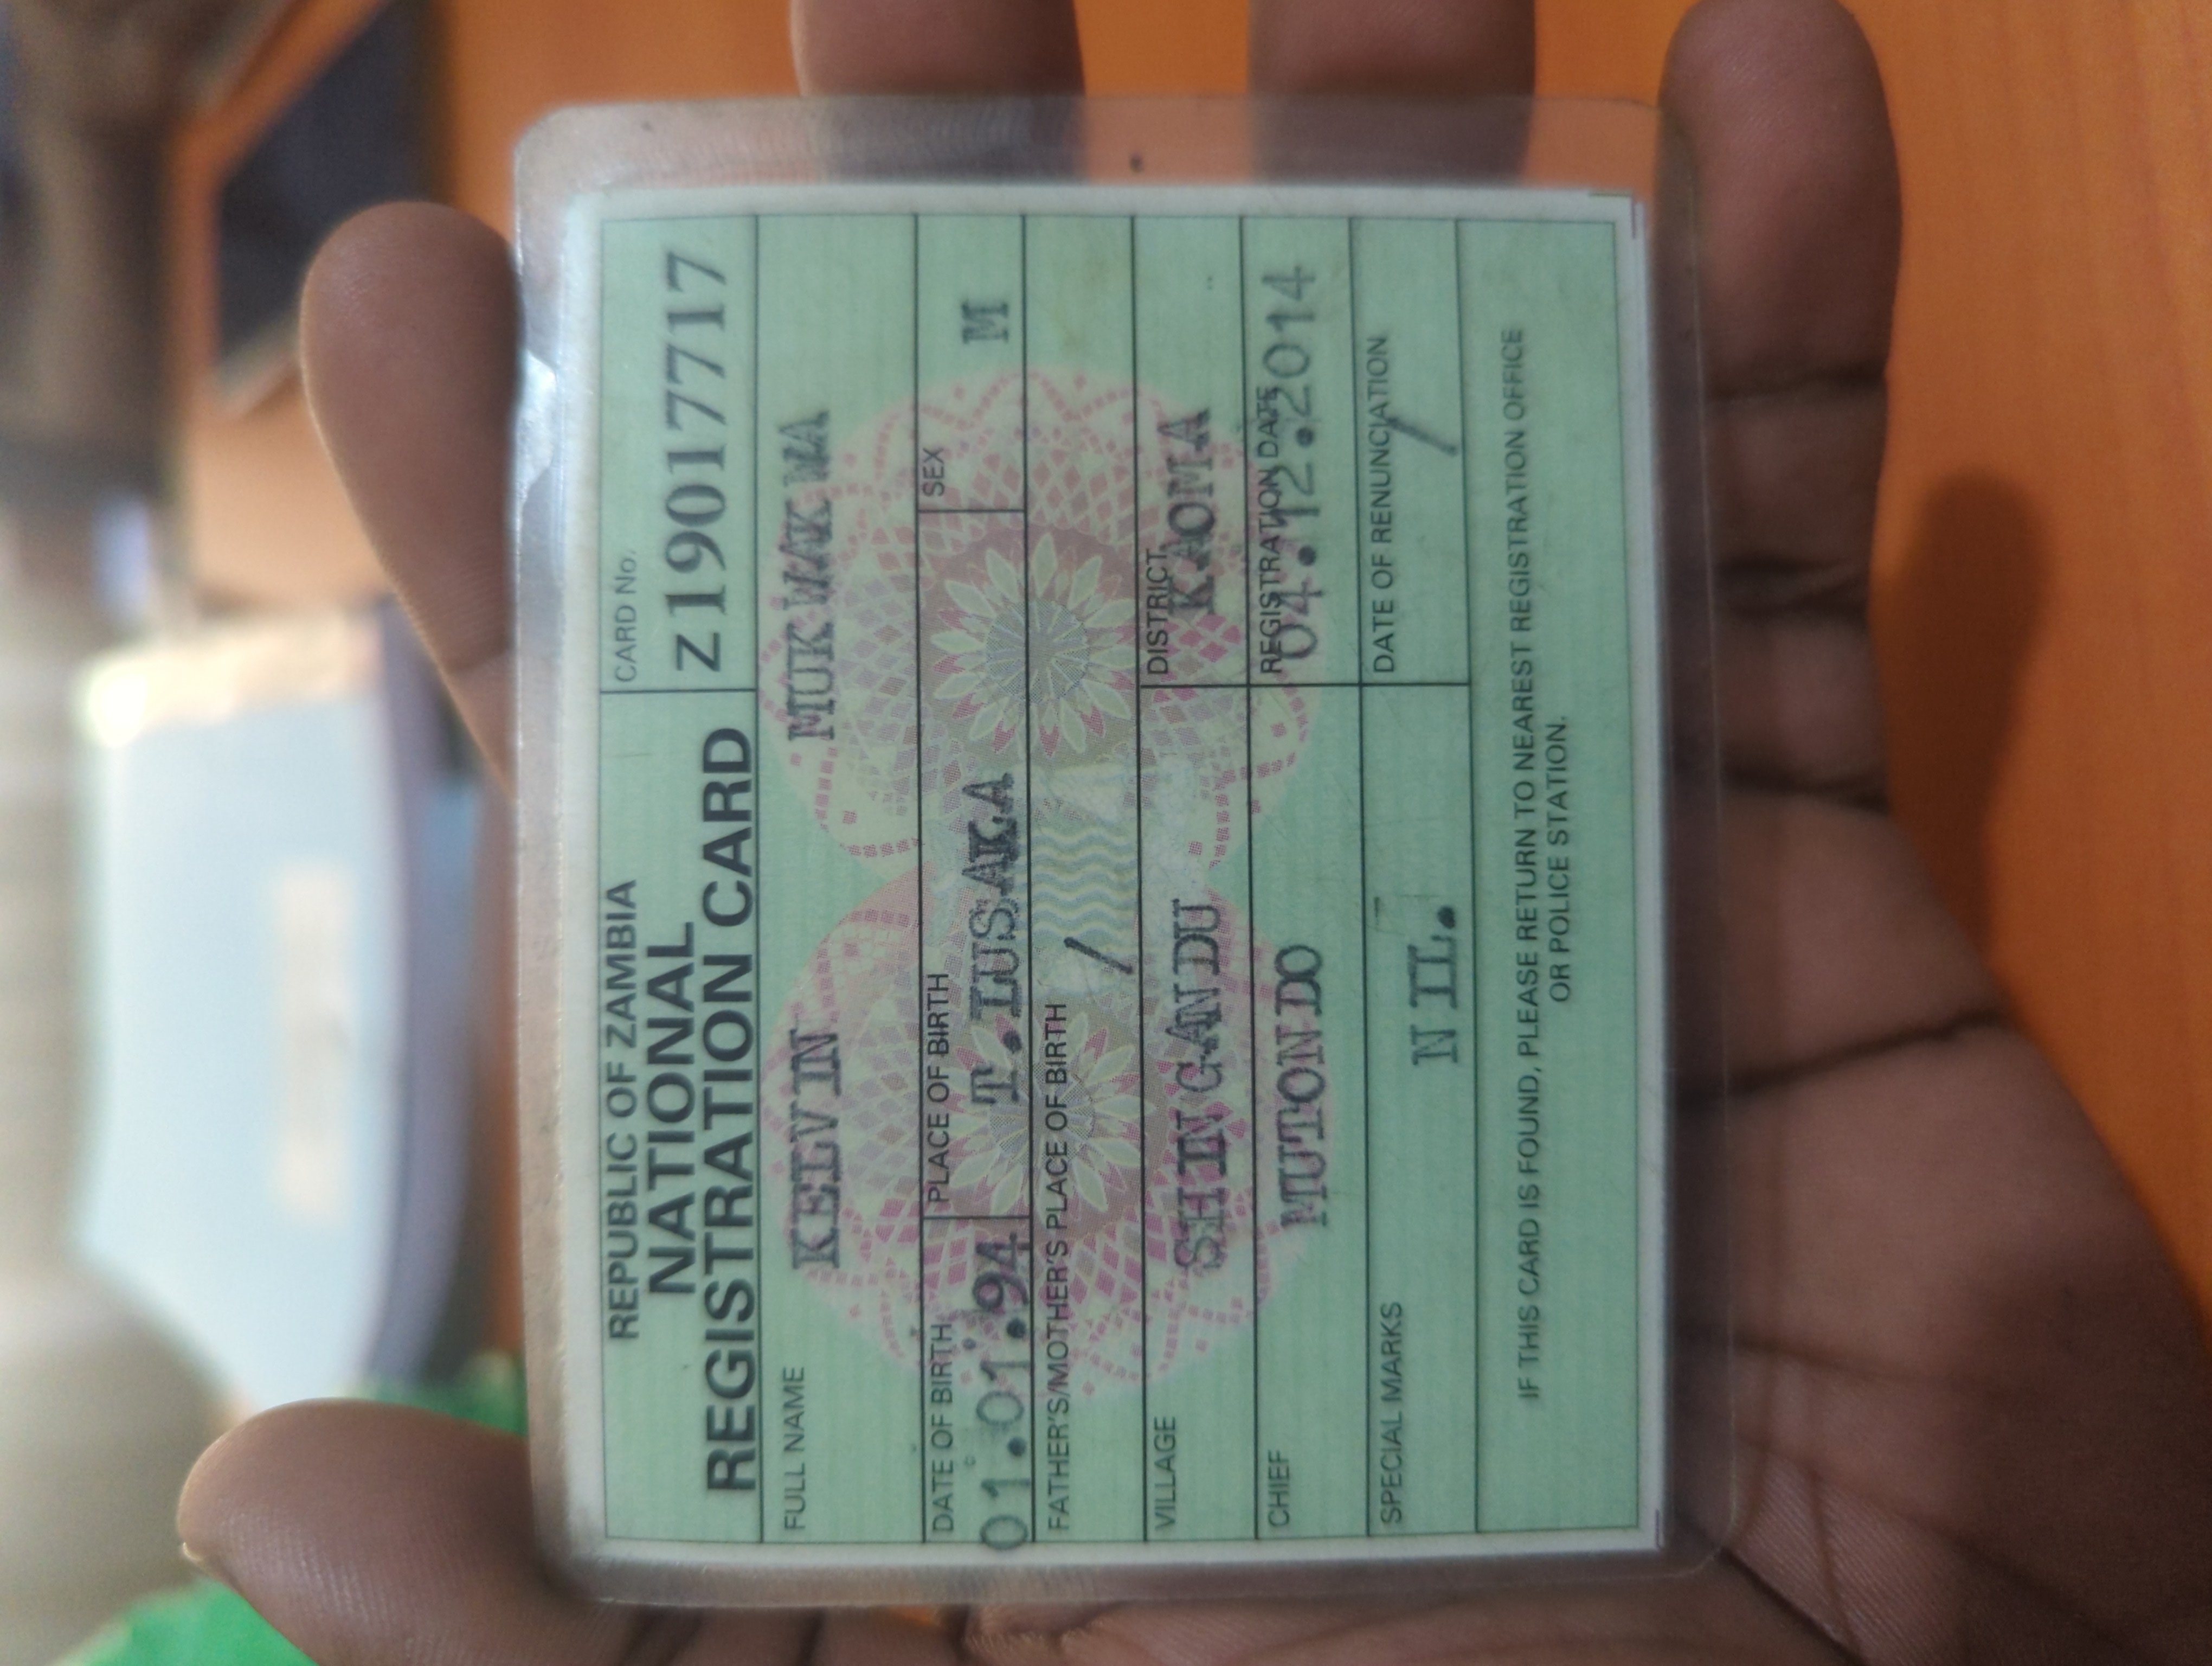 REPUBLIC OF ZAMBIA
NATIONAL
REGISTRATION CARD
CARD No.
Z19017717
FULL NAME
KELVIN MUKWAKWA
DATE OF BIRTH PLACE OF BIRTH SEX
01.01.94 T.LUSAKA M
FATHER'S/MOTHER'S PLACE OF BIRTH
/
VILLAGE DISTRICT
SHINGANDU KAOMA
CHIEF REGISTRATION DATE
MUTONDO 04.12.2014
SPECIAL MARKS DATE OF RENUNCIATION
NIL. /
IF THIS CARD IS FOUND, PLEASE RETURN TO NEAREST REGISTRATION OFFICE
OR POLICE STATION.